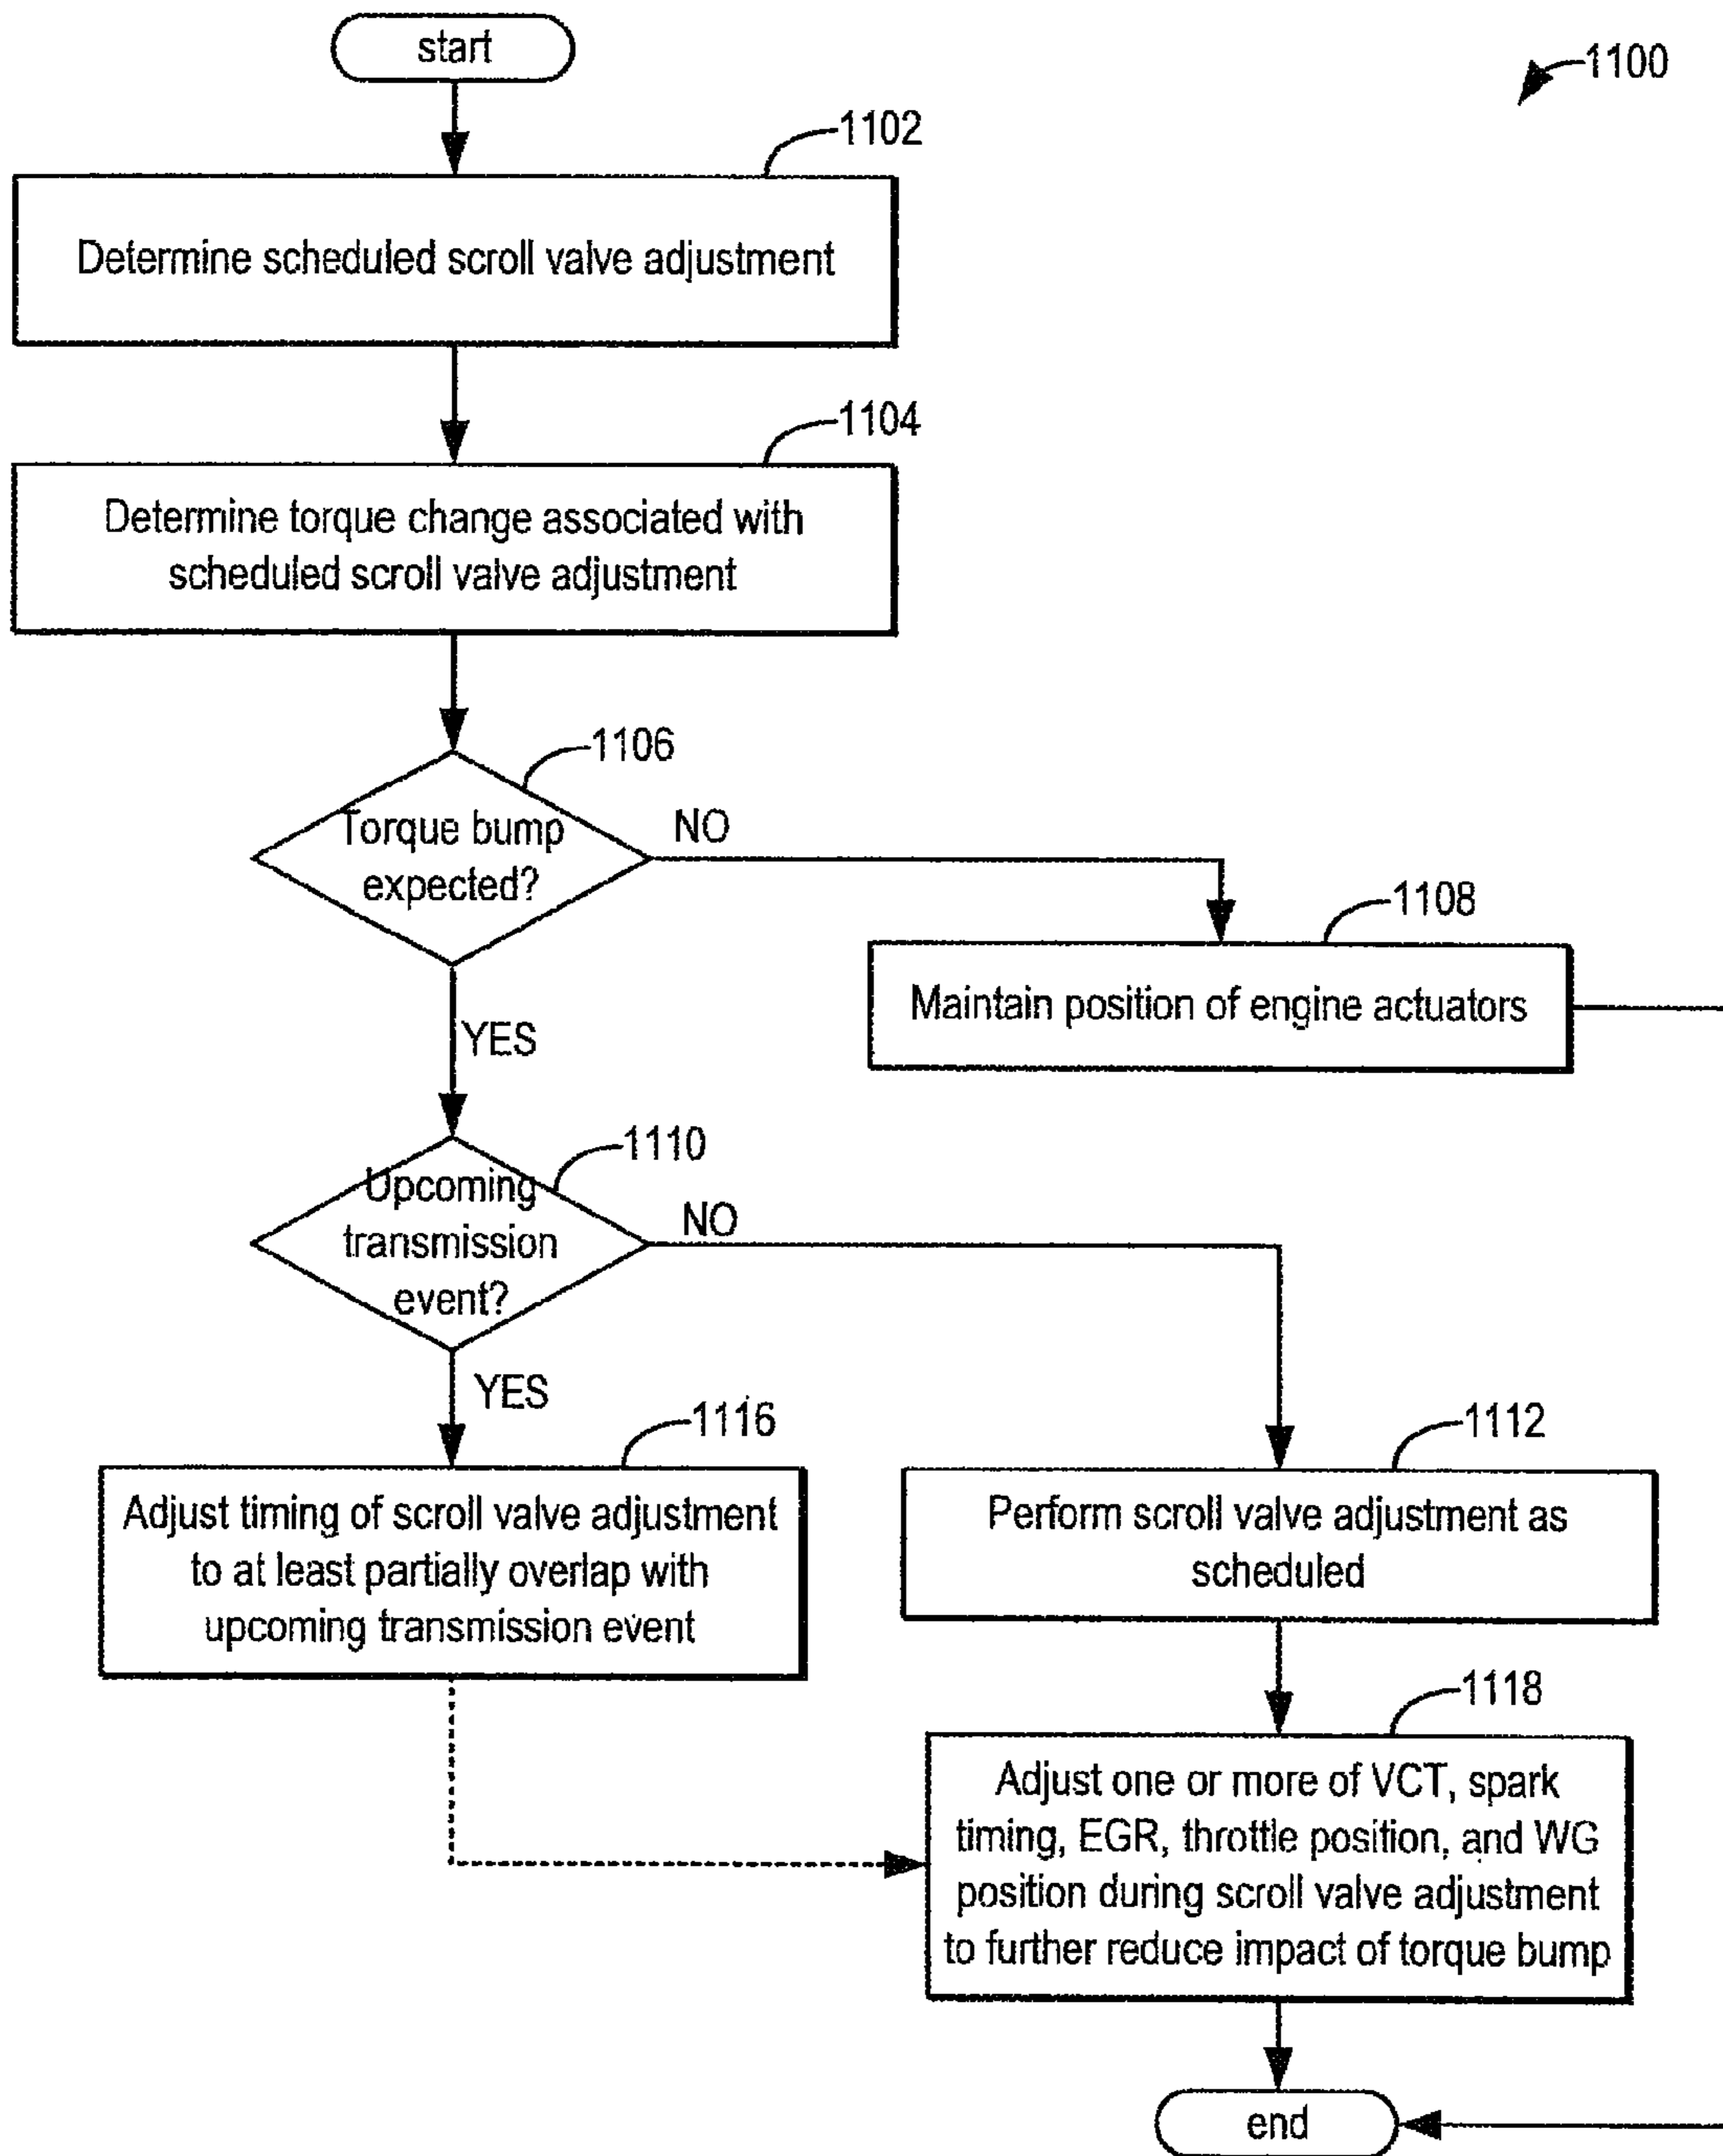 start
1100
1102
Determine scheduled scroll valve adjustment
1104
Determine torque change associated with
scheduled scroll valve adjustment
1106
Torque bump
expected?
NO
1108
Maintain position of engine actuators
YES
1110
Upcoming
transmission
event?
NO
YES
1116
Adjust timing of scroll valve adjustment
to at least partially overlap with
upcoming transmission event
1112
Perform scroll valve adjustment as
scheduled
1118
Adjust one or more of VCT, spark
timing, EGR, throttle position, and WG
position during scroll valve adjustment
to further reduce impact of torque bump
end